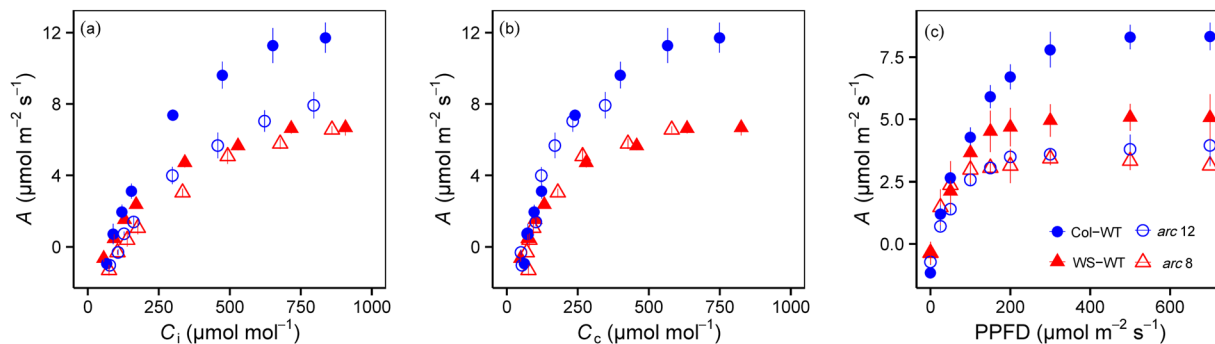 (a)
12
8
4
0
A (μmol m⁻² s⁻¹)
0 250 500 750 1000
Cᵢ (μmol mol⁻¹)
(b)
12
8
4
0
A (μmol m⁻² s⁻¹)
0 250 500 750 1000
C꜀ (μmol mol⁻¹)
(c)
7.5
5.0
2.5
0.0
A (μmol m⁻² s⁻¹)
Col−WT arc 12
WS−WT arc 8
0 200 400 600
PPFD (μmol m⁻² s⁻¹)